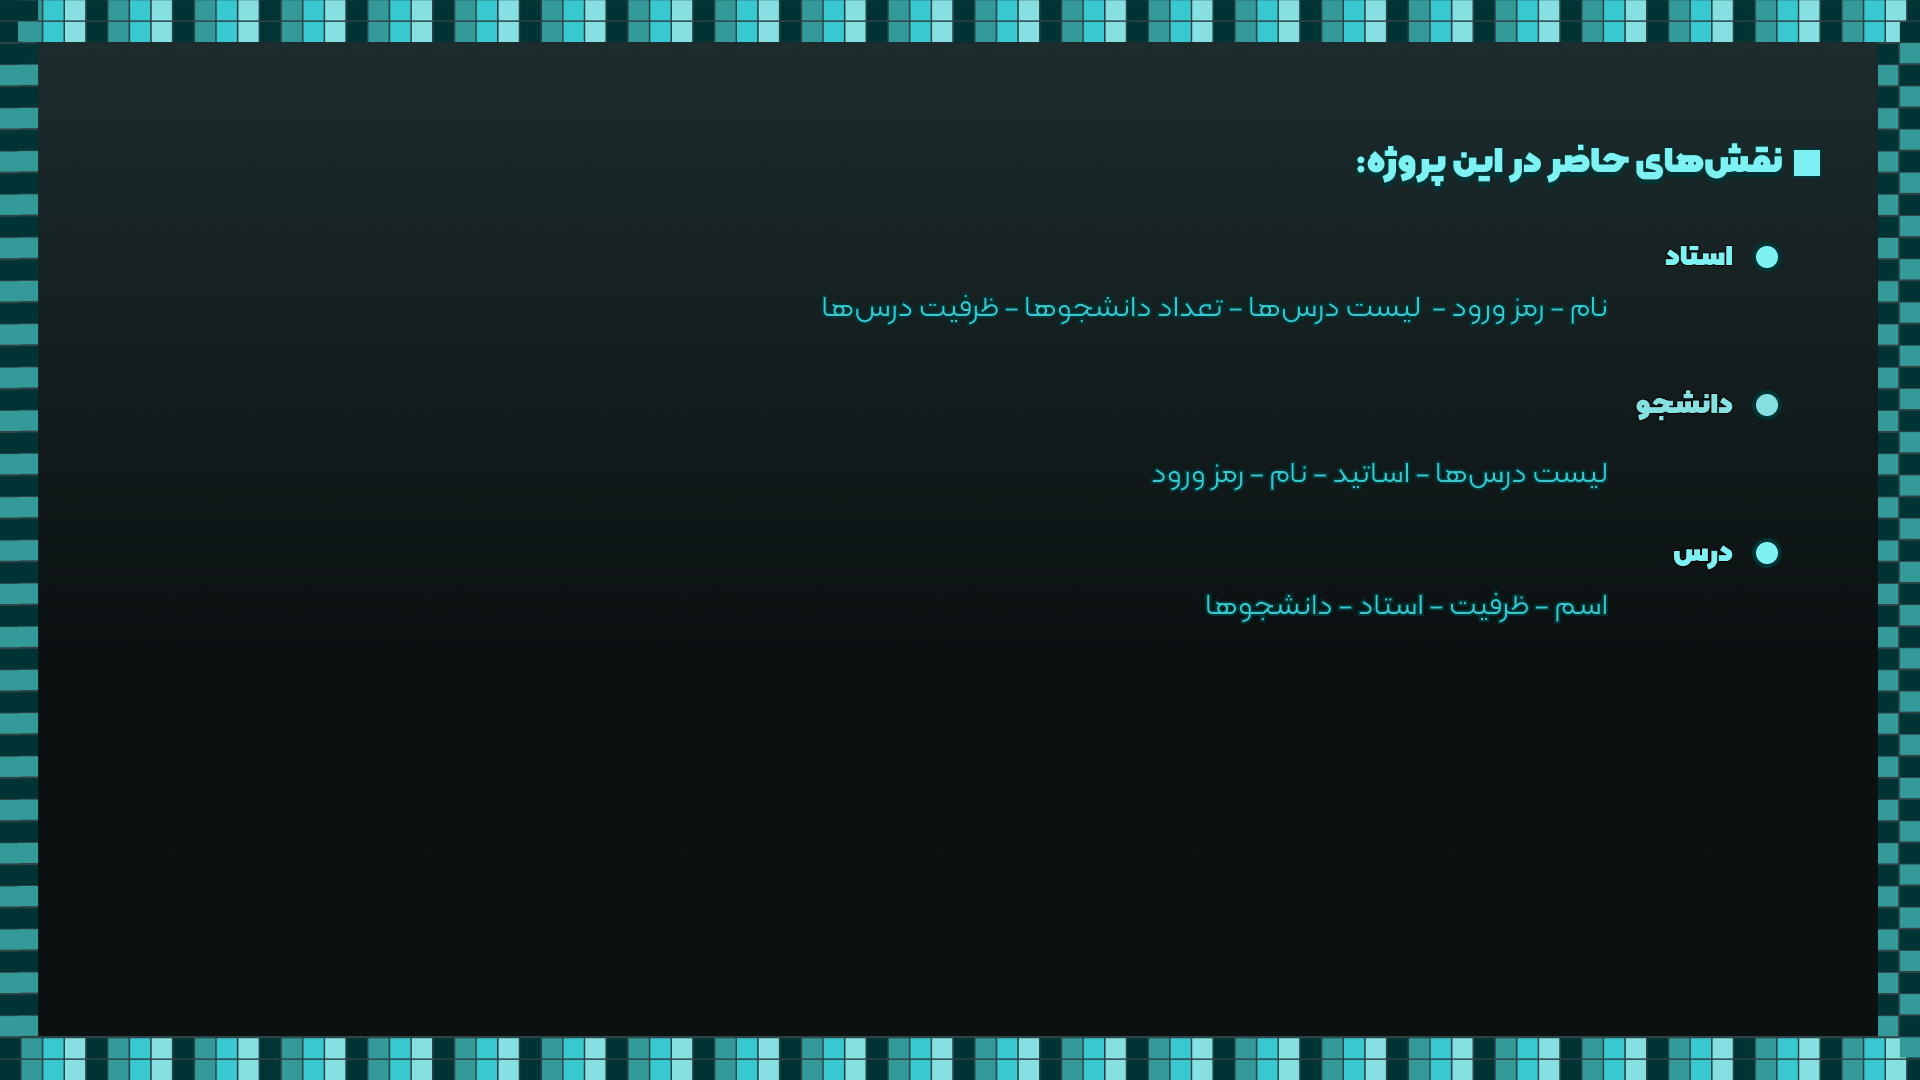 نقش‌های حاضر در این پروژه:
استاد
نام - رمز ورود - لیست درس‌ها - تعداد دانشجوها - ظرفیت درس‌ها
دانشجو
لیست درس‌ها - اساتید - نام - رمز ورود
درس
اسم - ظرفیت - استاد - دانشجوها